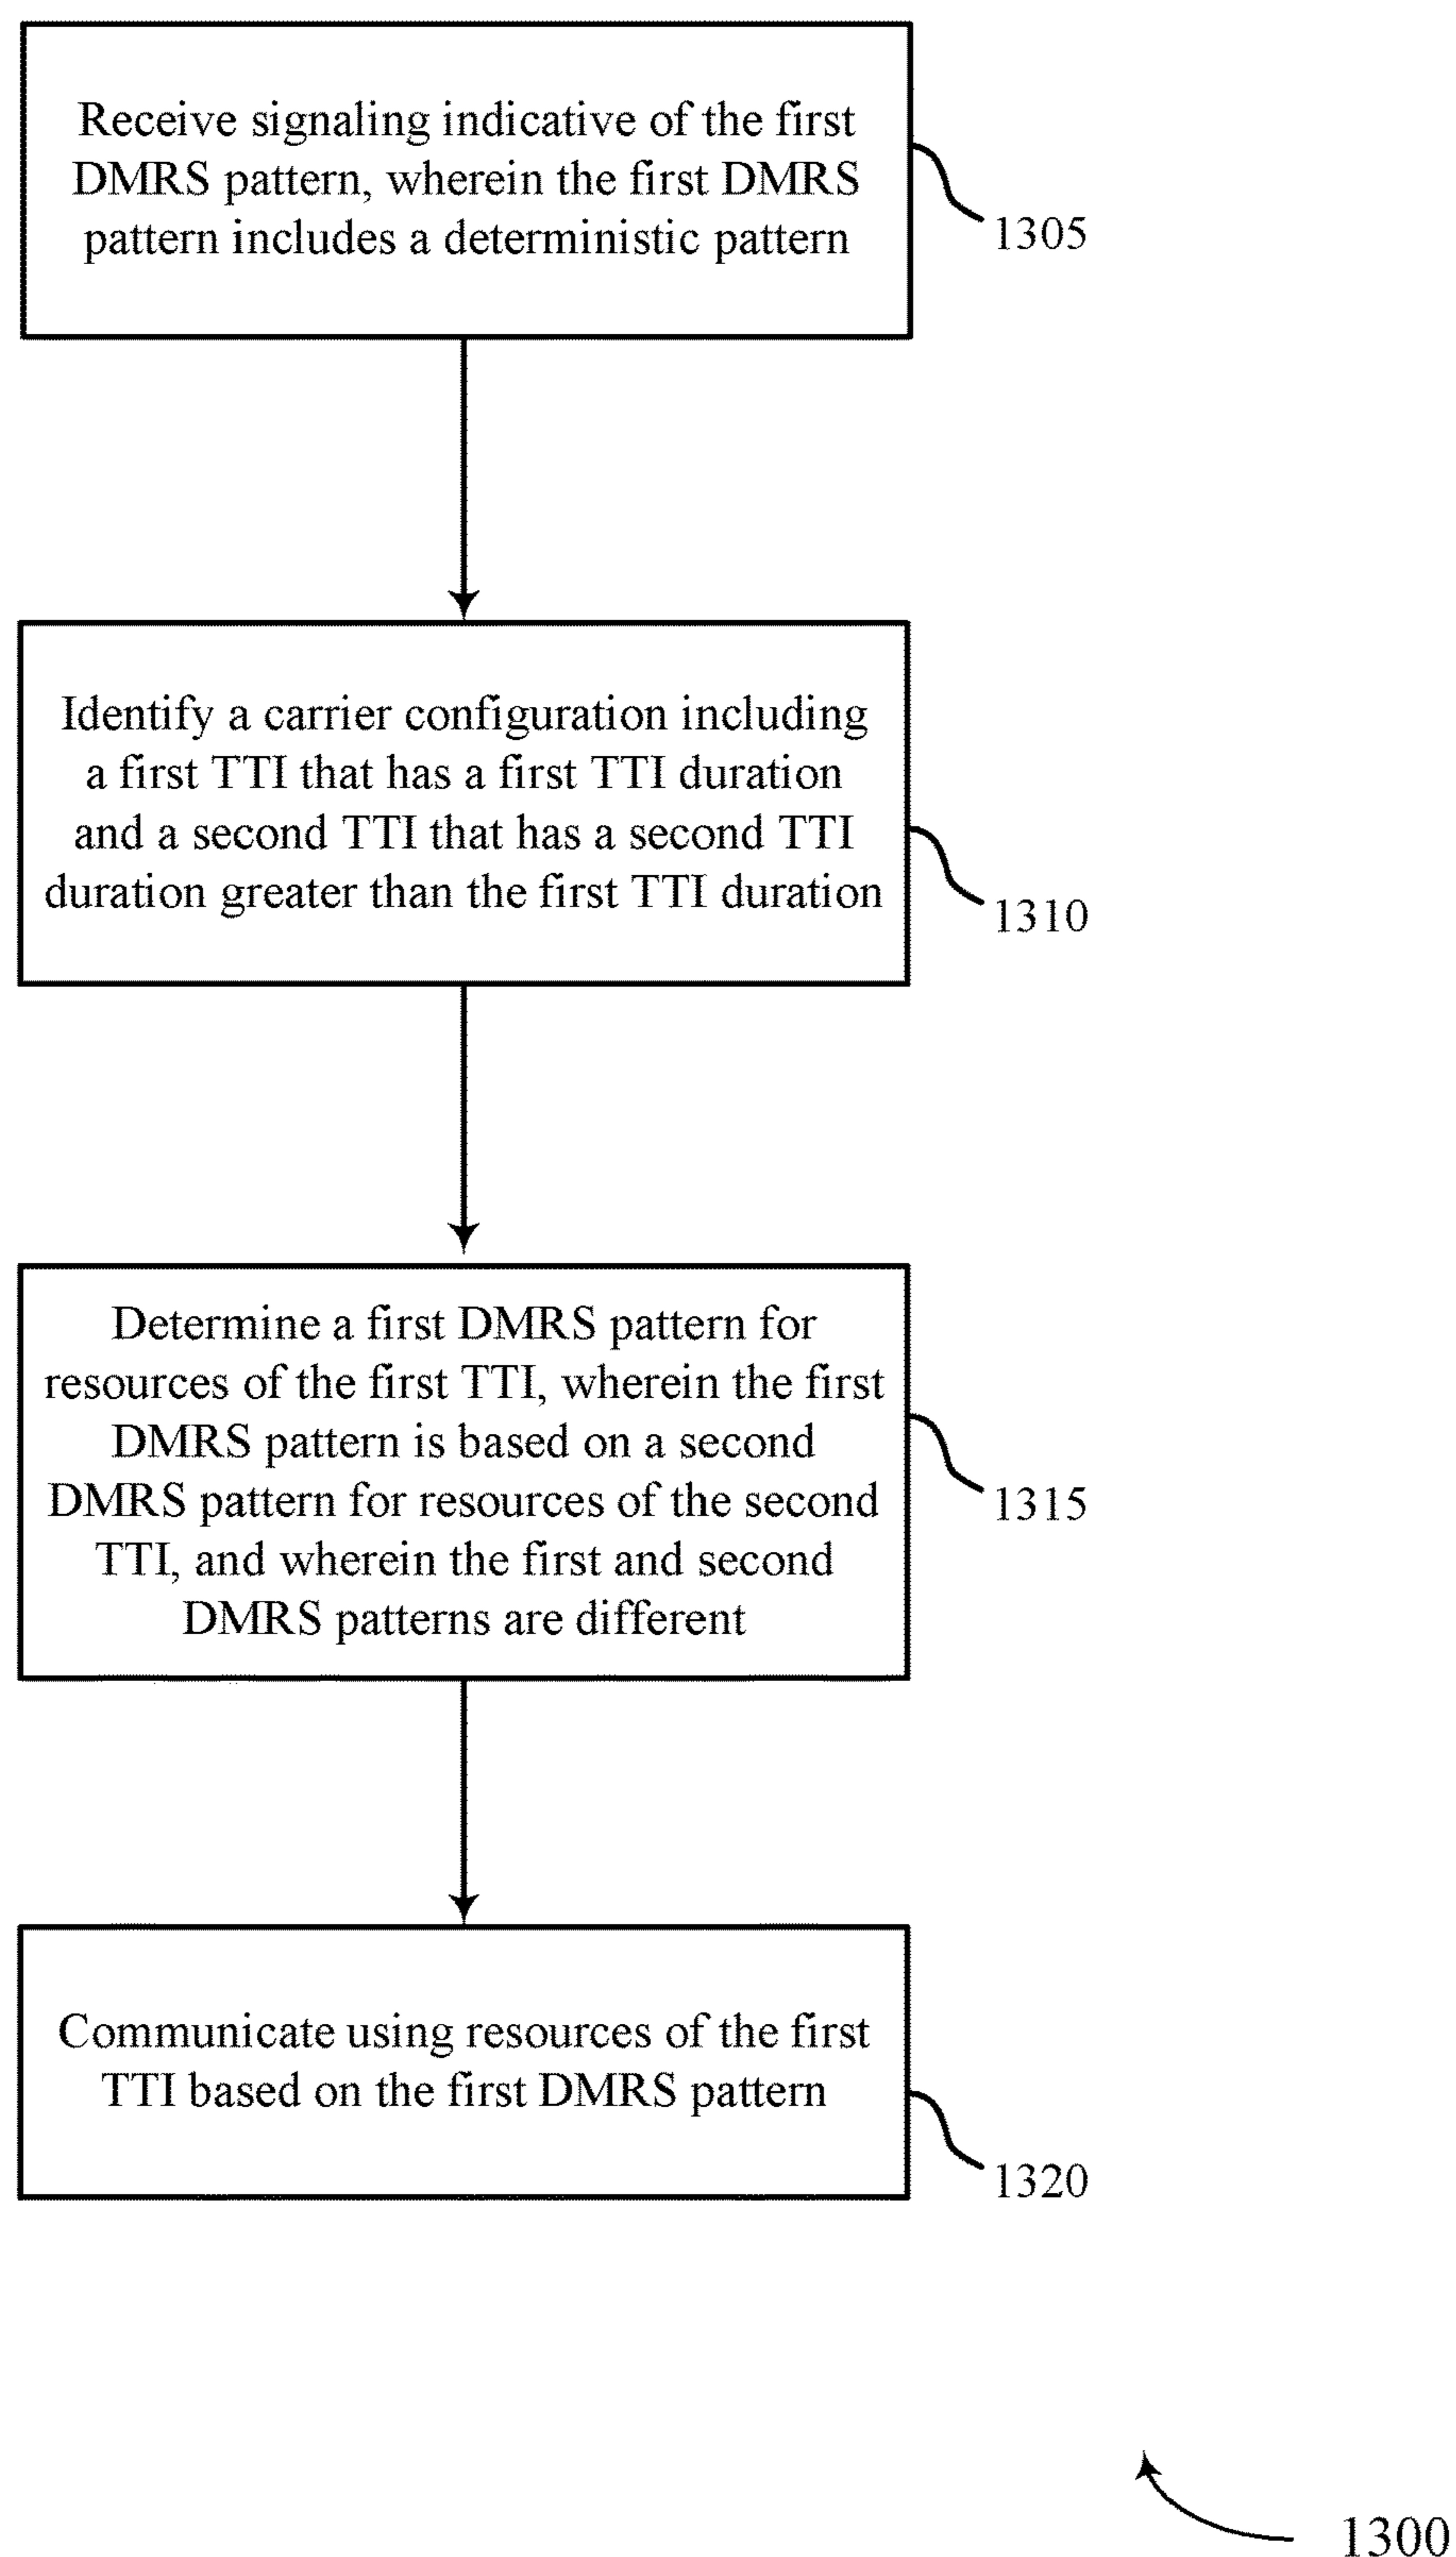 Receive signaling indicative of the first
DMRS pattern, wherein the first DMRS
pattern includes a deterministic pattern
1305
Identify a carrier configuration including
a first TTI that has a first TTI duration
and a second TTI that has a second TTI
duration greater than the first TTI duration
1310
Determine a first DMRS pattern for
resources of the first TTI, wherein the first
DMRS pattern is based on a second
DMRS pattern for resources of the second
TTI, and wherein the first and second
DMRS patterns are different
1315
Communicate using resources of the first
TTI based on the first DMRS pattern
1320
1300